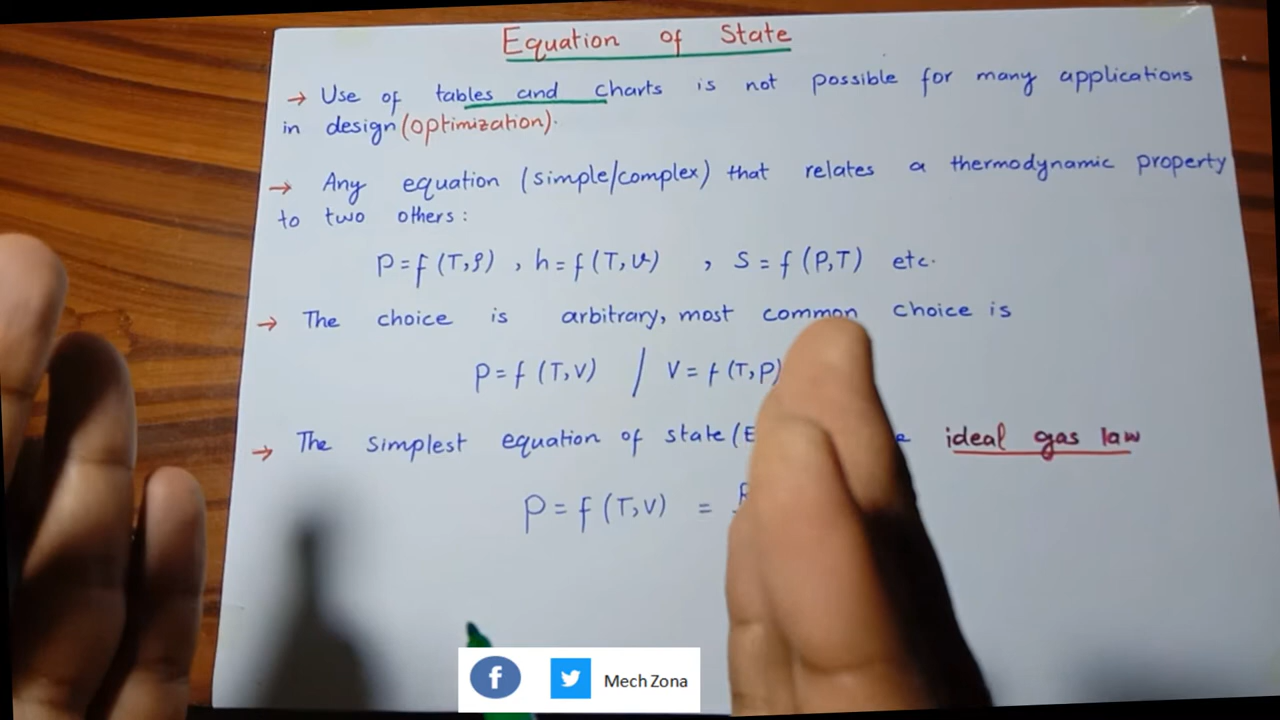 Equation of State
→ Use of tables and charts is not possible for many applications
in design (optimization).
→ Any equation (simple/complex) that relates a thermodynamic property
to two others:
P = f (T,ρ) , h = f (T,v) , S = f (P,T) etc.
→ The choice is arbitrary, most common choice is
P = f (T,V) / V = f (T,P)
→ The simplest equation of state (E ideal gas law
P = f (T,V) =
f Mech Zona